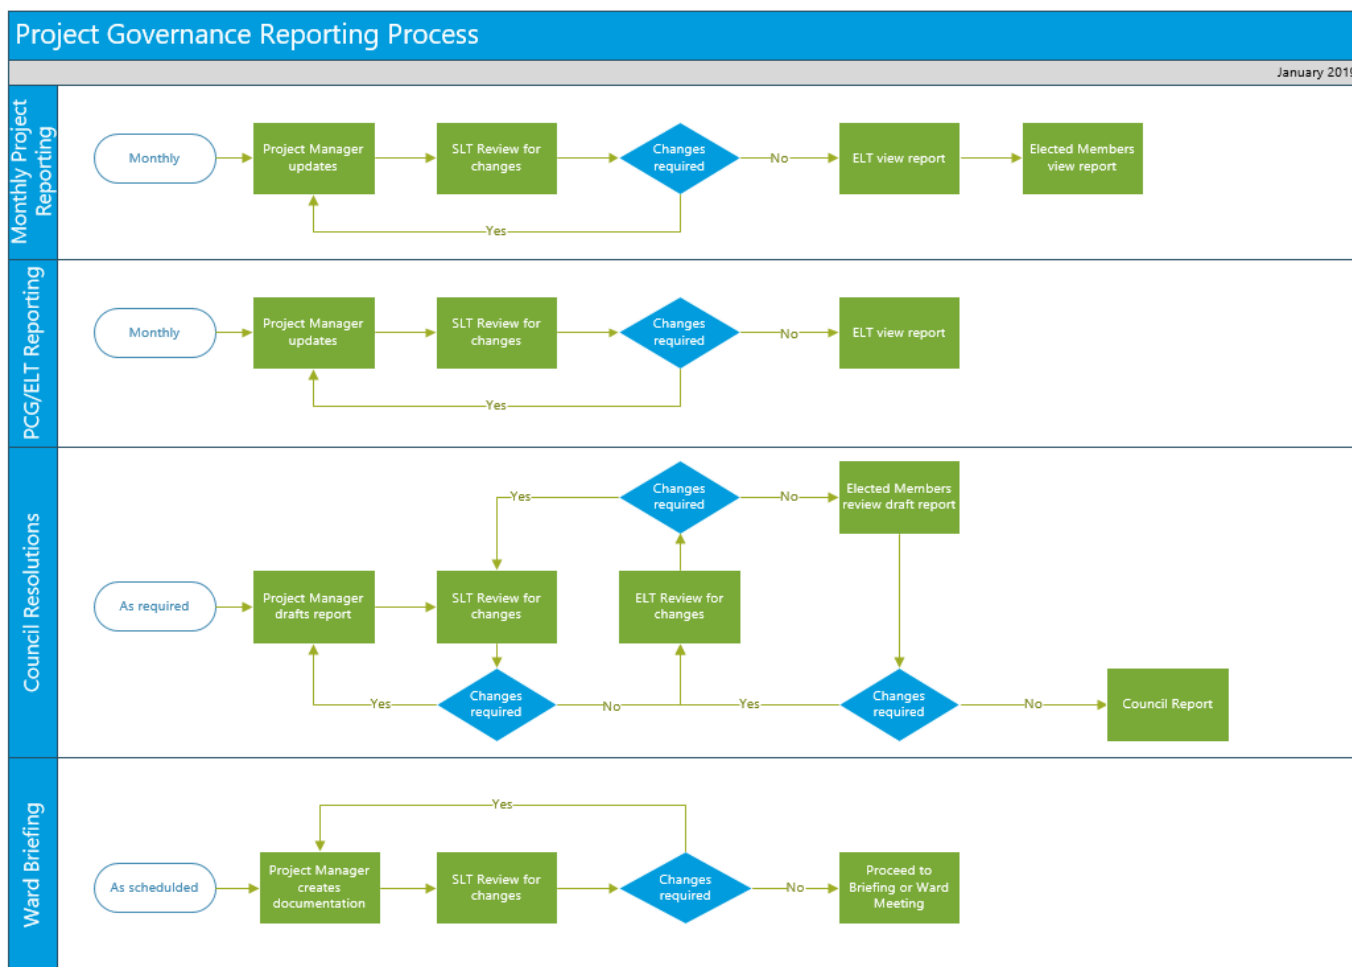 Project Governance Reporting Process
January 2019
Monthly Project
Reporting
Monthly
Project Manager
updates
SLT Review for
changes
Changes
required
No
ELT view report
Elected Members
view report
Yes
PCG/ELT Reporting
Monthly
Project Manager
updates
SLT Review for
changes
Changes
required
No
ELT view report
Yes
Council Resolutions
Yes
Changes
required
No
Elected Members
review draft report
As required
Project Manager
drafts report
SLT Review for
changes
ELT Review for
changes
Yes
Changes
required
No
Yes
Changes
required
No
Council Report
Ward Briefing
Yes
As schedulded
Project Manager
creates
documentation
SLT Review for
changes
Changes
required
No
Proceed to
Briefing or Ward
Meeting